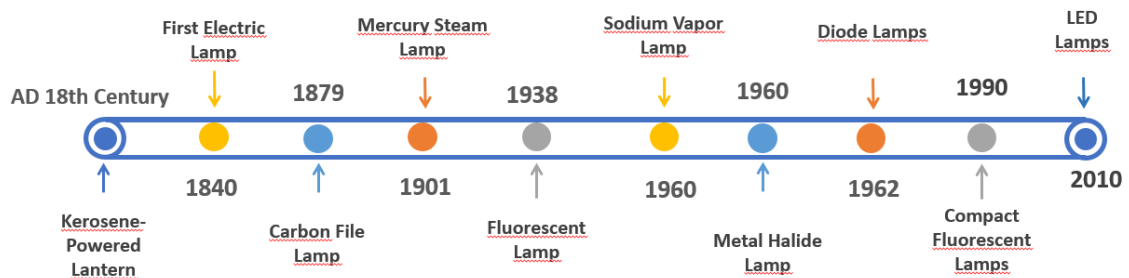 First Electric
Lamp
Mercury Steam
Lamp
Sodium Vapor
Lamp
Diode Lamps
LED
Lamps
AD 18th Century
1879
1938
1960
1990
1840
1901
1960
1962
2010
Kerosene-
Powered
Lantern
Carbon File
Lamp
Fluorescent
Lamp
Metal Halide
Lamp
Compact
Fluorescent
Lamps